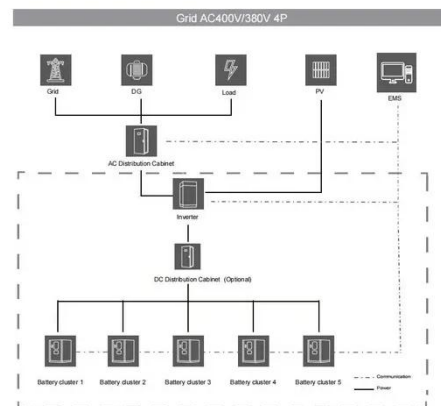 Grid AC400V/380V 4P
Grid
DG
Load
PV
EMS
AC Distribution Cabinet
Inverter
DC Distribution Cabinet (Optional)
Battery cluster 1
Battery cluster 2
Battery cluster 3
Battery cluster 4
Battery cluster 5
Communication
Power